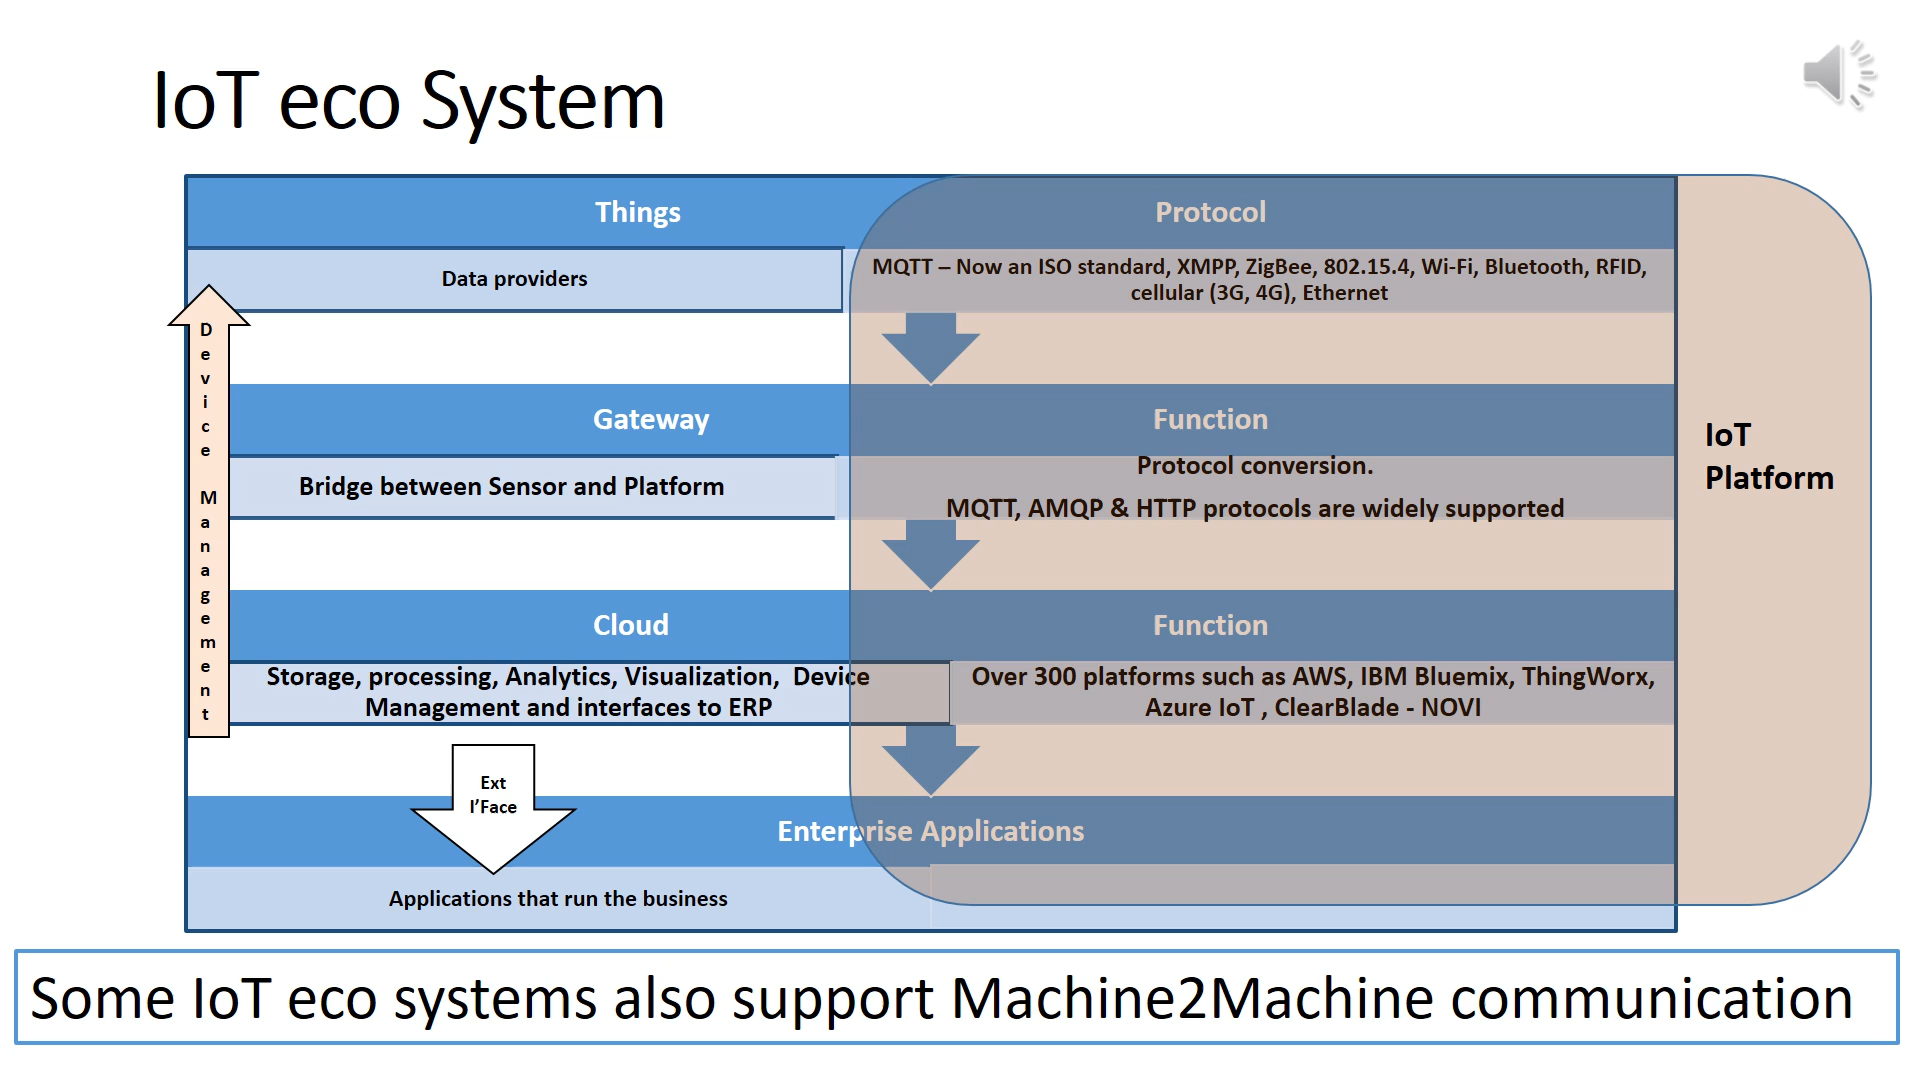 IoT eco System
Things
Protocol
Data providers
MQTT – Now an ISO standard, XMPP, ZigBee, 802.15.4, Wi-Fi, Bluetooth, RFID,
cellular (3G, 4G), Ethernet
Device Management
Gateway
Function
Bridge between Sensor and Platform
Protocol conversion.
MQTT, AMQP & HTTP protocols are widely supported
IoT
Platform
Cloud
Function
Storage, processing, Analytics, Visualization,  Device
Management and interfaces to ERP
Over 300 platforms such as AWS, IBM Bluemix, ThingWorx,
Azure IoT , ClearBlade - NOVI
Ext
I’Face
Enterprise Applications
Applications that run the business
Some IoT eco systems also support Machine2Machine communication